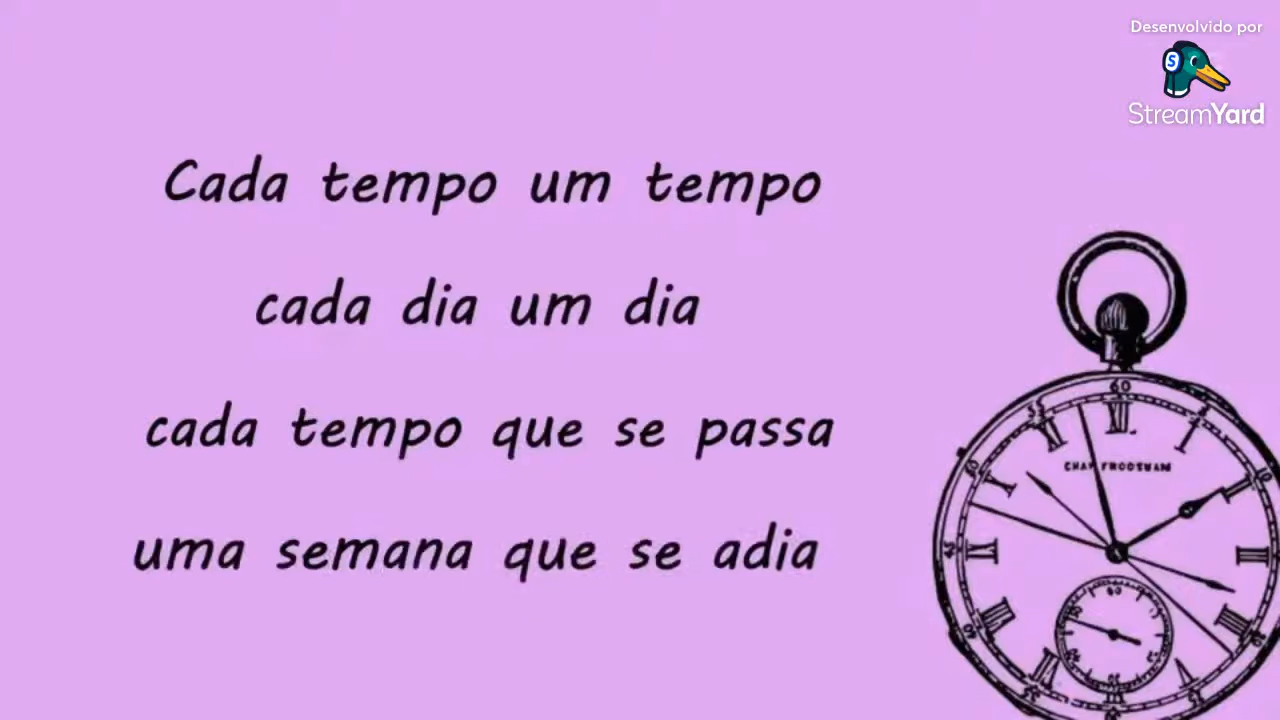 Desenvolvido por
StreamYard
Cada tempo um tempo
cada dia um dia
cada tempo que se passa
uma semana que se adia
60